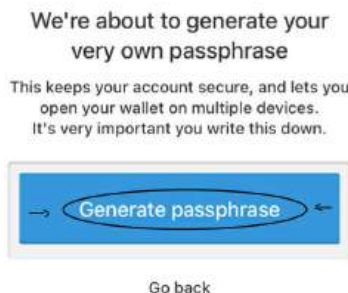 We're about to generate your
very own passphrase
This keeps your account secure, and lets you
open your wallet on multiple devices.
It's very important you write this down.
Generate passphrase
Go back